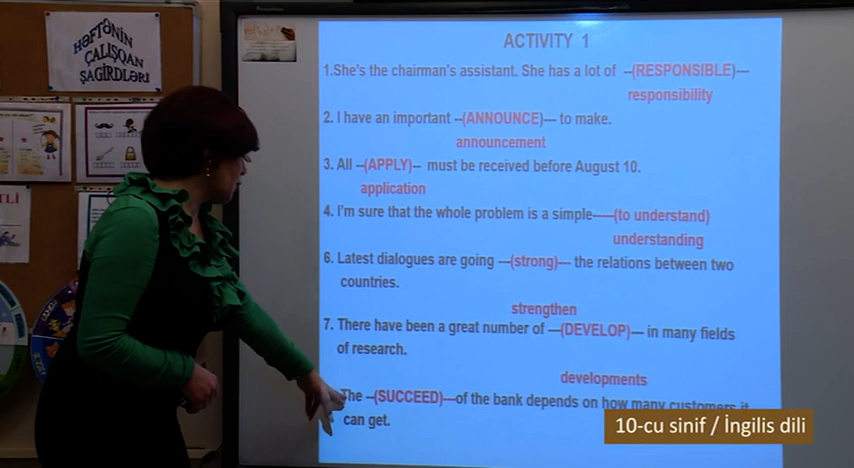 HƏFTƏNİN
ÇALIŞQAN
ŞAGİRDLƏRİ
ACTIVITY 1
1.She's the chairman's assistant. She has a lot of --(RESPONSIBLE)---
responsibility
2. I have an important --(ANNOUNCE)--- to make.
announcement
3. All --(APPLY)-- must be received before August 10.
application
4. I'm sure that the whole problem is a simple-----(to understand)
understanding
6. Latest dialogues are going ---(strong)--- the relations between two
countries.
strengthen
7. There have been a great number of ---(DEVELOP)--- in many fields
of research.
developments
The --(SUCCEED)---of the bank depends on how many customers it
can get.
10-cu sinif / İngilis dili